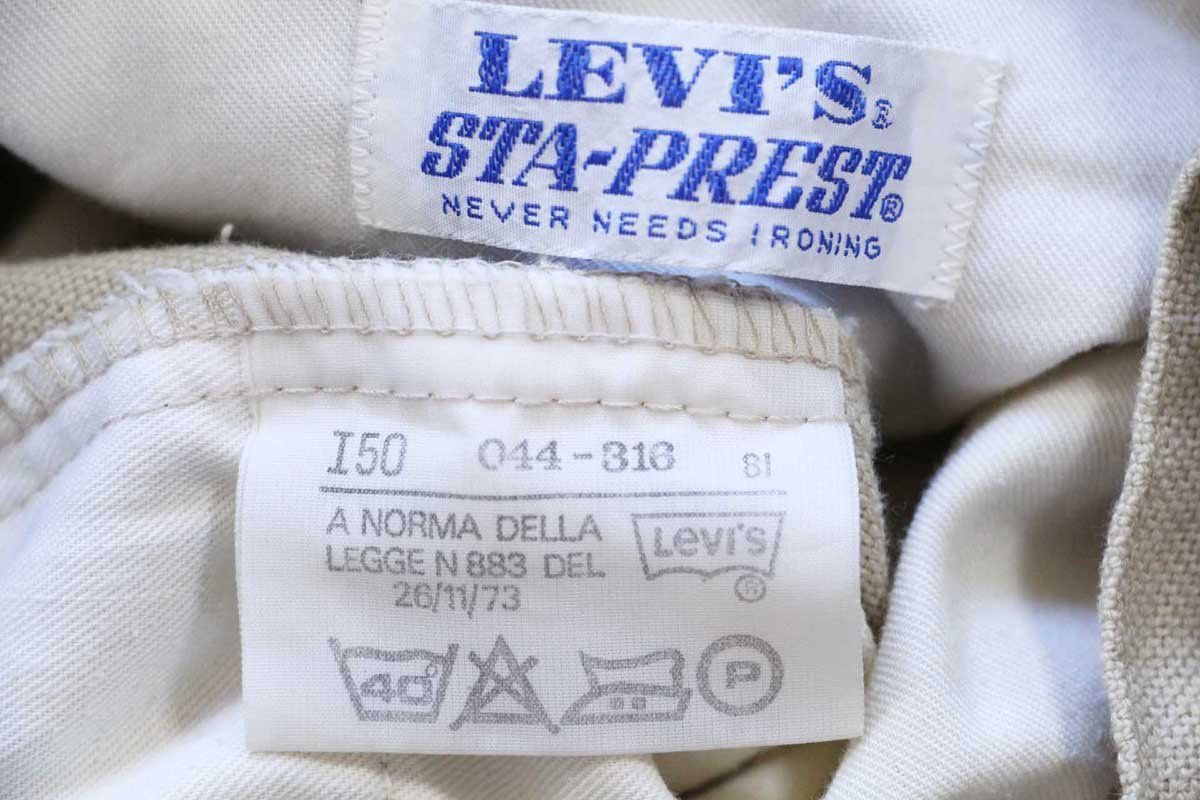 LEVI'S®
STA-PREST®
NEVER NEEDS IRONING
I50 044-316 81
A NORMA DELLA
LEGGE N 883 DEL
26/11/73
Levi's
®
40° P